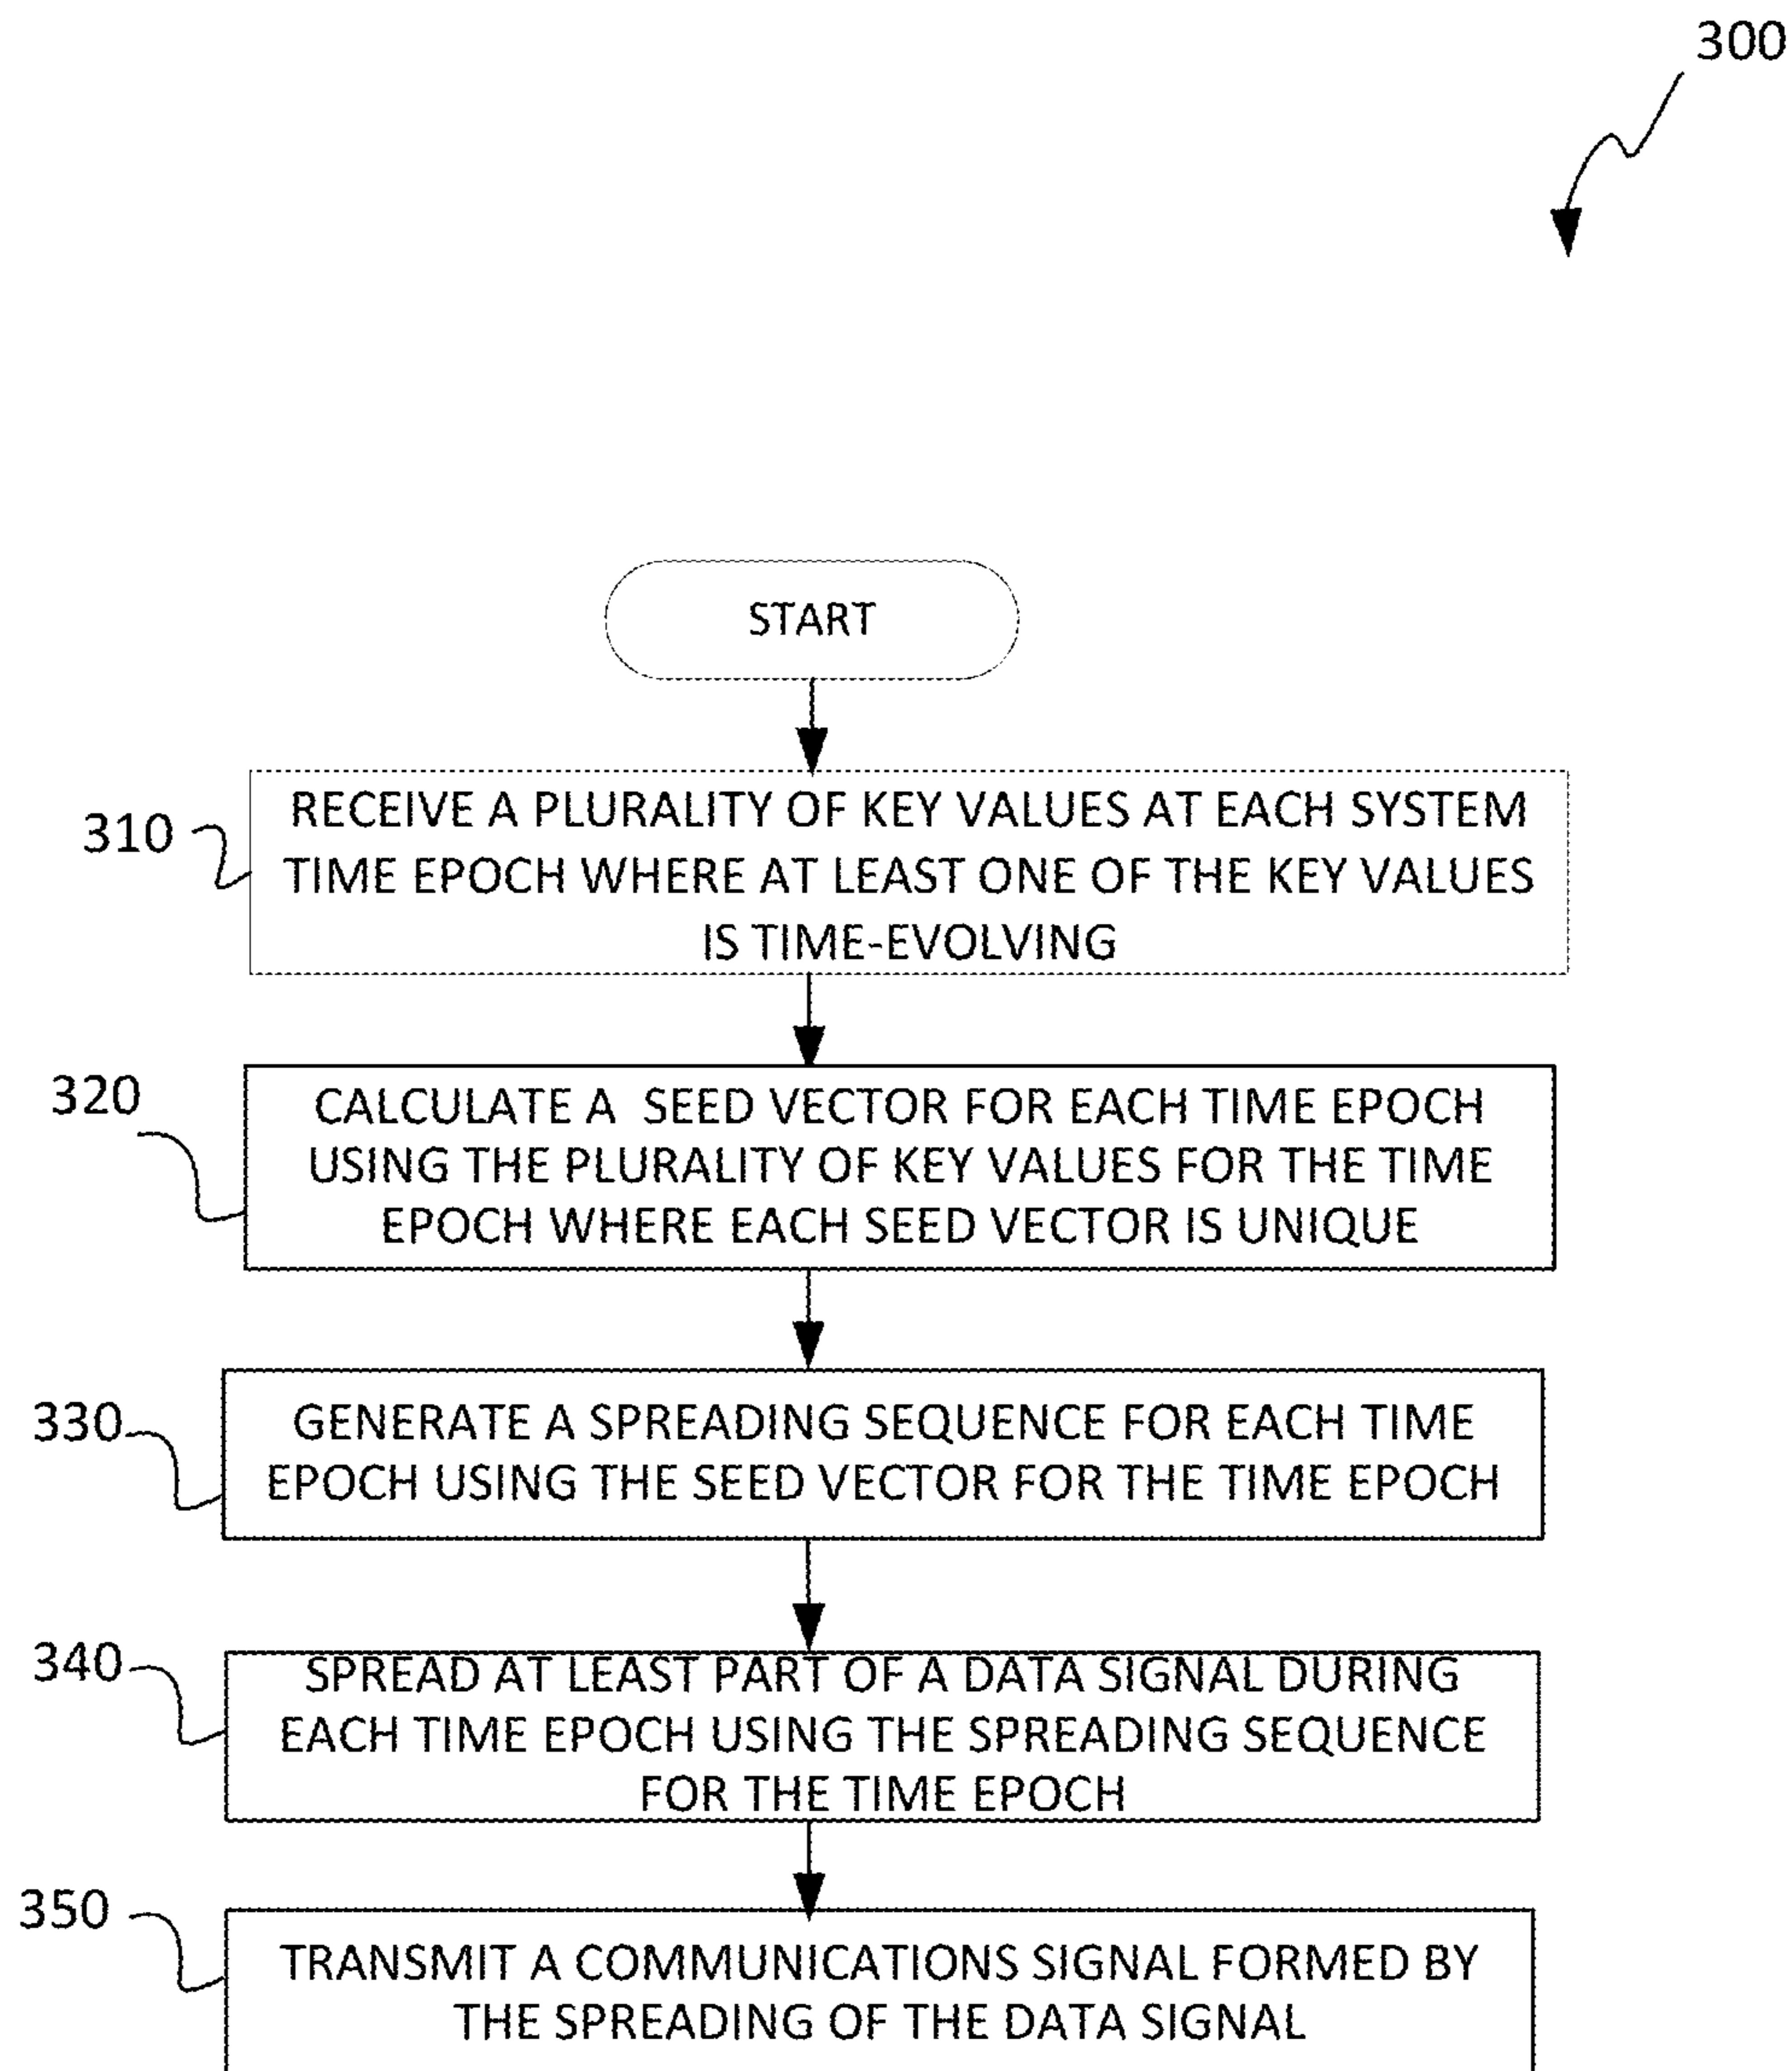 300
START
310
RECEIVE A PLURALITY OF KEY VALUES AT EACH SYSTEM
TIME EPOCH WHERE AT LEAST ONE OF THE KEY VALUES
IS TIME-EVOLVING
320
CALCULATE A SEED VECTOR FOR EACH TIME EPOCH
USING THE PLURALITY OF KEY VALUES FOR THE TIME
EPOCH WHERE EACH SEED VECTOR IS UNIQUE
330
GENERATE A SPREADING SEQUENCE FOR EACH TIME
EPOCH USING THE SEED VECTOR FOR THE TIME EPOCH
340
SPREAD AT LEAST PART OF A DATA SIGNAL DURING
EACH TIME EPOCH USING THE SPREADING SEQUENCE
FOR THE TIME EPOCH
350
TRANSMIT A COMMUNICATIONS SIGNAL FORMED BY
THE SPREADING OF THE DATA SIGNAL